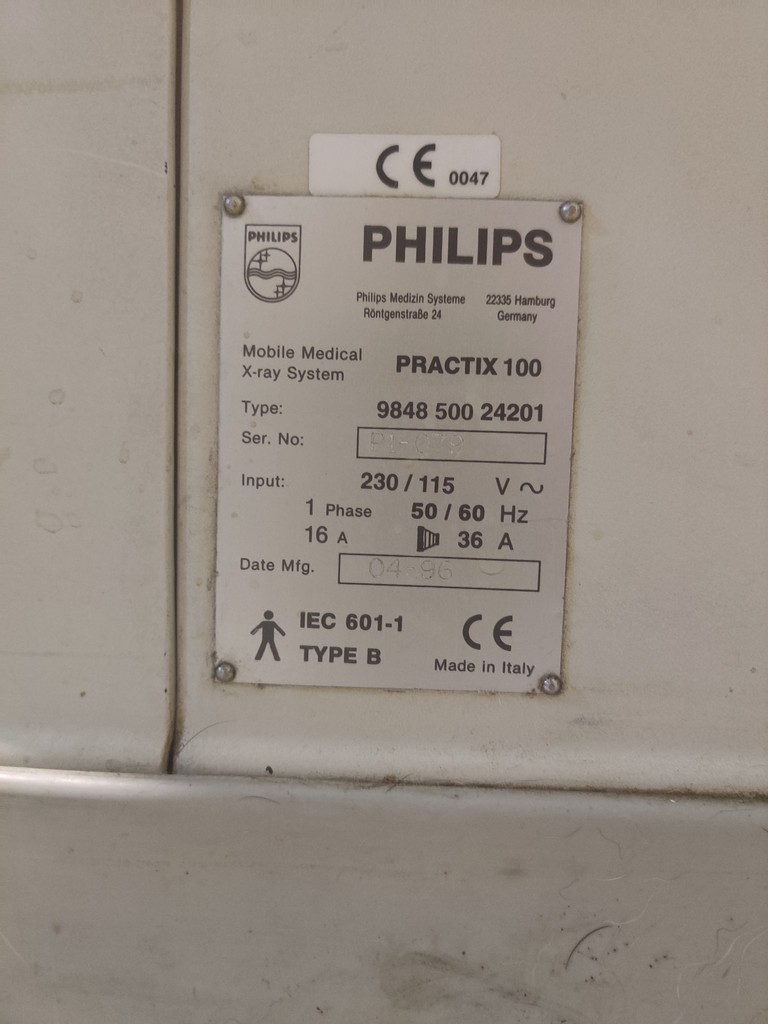 CE 0047
PHILIPS
PHILIPS
Philips Medizin Systeme 22335 Hamburg
Röntgenstraße 24 Germany
Mobile Medical
X-ray System PRACTIX 100
Type: 9848 500 24201
Ser. No:
Input: 230 / 115 V ~
1 Phase 50 / 60 Hz
16 A 36 A
Date Mfg. 04-96
IEC 601-1 CE
TYPE B Made in Italy